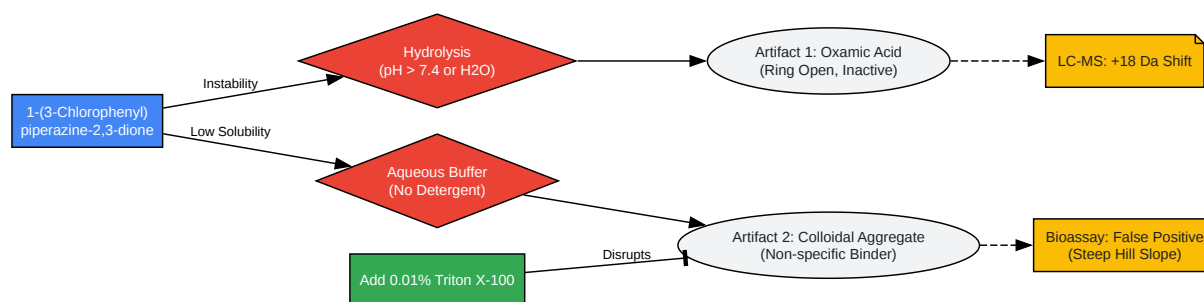 1-(3-Chlorophenyl)
piperazine-2,3-dione
Instability
Low Solubility
Hydrolysis
(pH > 7.4 or H2O)
Aqueous Buffer
(No Detergent)
Add 0.01% Triton X-100
Disrupts
Artifact 1: Oxamic Acid
(Ring Open, Inactive)
Artifact 2: Colloidal Aggregate
(Non-specific Binder)
LC-MS: +18 Da Shift
Bioassay: False Positive
(Steep Hill Slope)